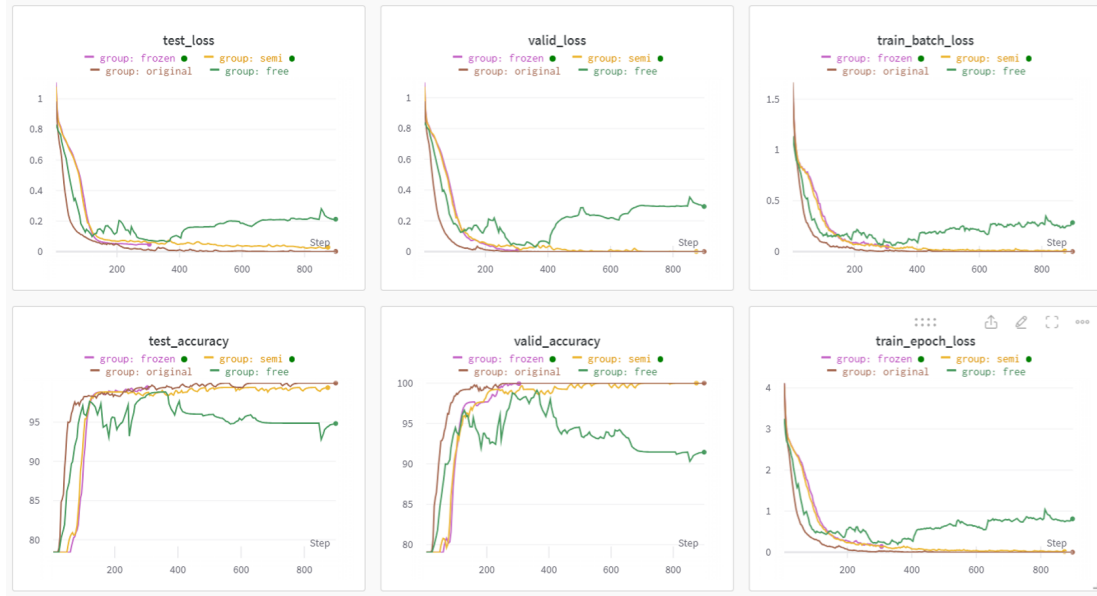 test_loss
group: frozen group: semi
group: original group: free
1
0.8
0.6
0.4
0.2
0
Step
200 400 600 800
valid_loss
group: frozen group: semi
group: original group: free
1
0.8
0.6
0.4
0.2
0
Step
200 400 600 800
train_batch_loss
group: frozen group: semi
group: original group: free
1.5
1
0.5
0
Step
200 400 600 800
test_accuracy
group: frozen group: semi
group: original group: free
95
90
85
80
Step
200 400 600 800
valid_accuracy
group: frozen group: semi
group: original group: free
100
95
90
85
80
Step
200 400 600 800
train_epoch_loss
group: frozen group: semi
group: original group: free
4
3
2
1
0
Step
200 400 600 800